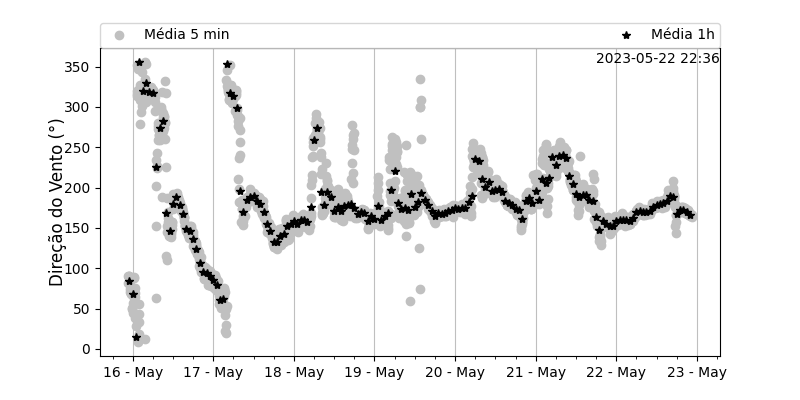 Média 5 min
Média 1h
2023-05-22 22:36
Direção do Vento (°)
350
300
250
200
150
100
50
0
16 - May
17 - May
18 - May
19 - May
20 - May
21 - May
22 - May
23 - May